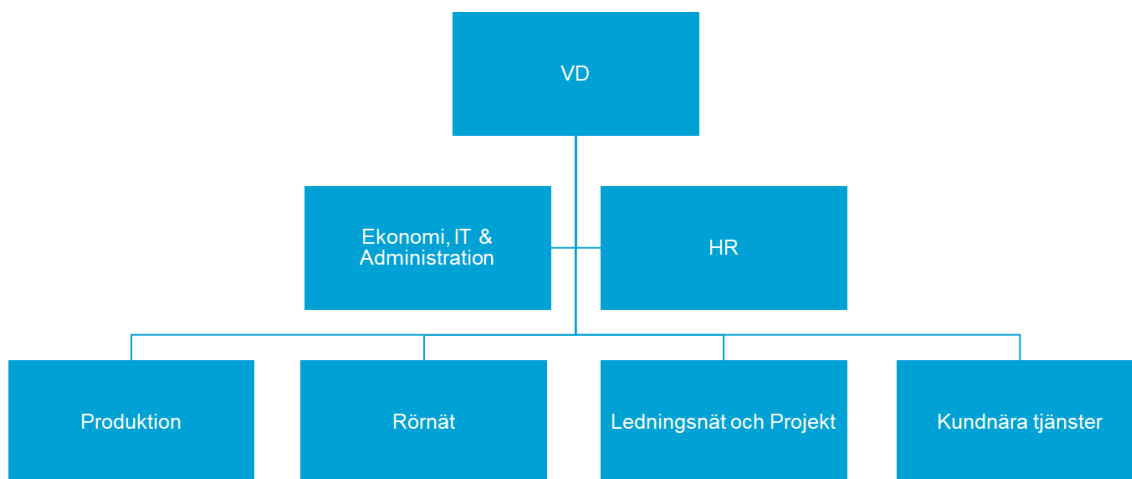 VD
Ekonomi, IT &
Administration
HR
Produktion
Rörnät
Ledningsnät och Projekt
Kundnära tjänster